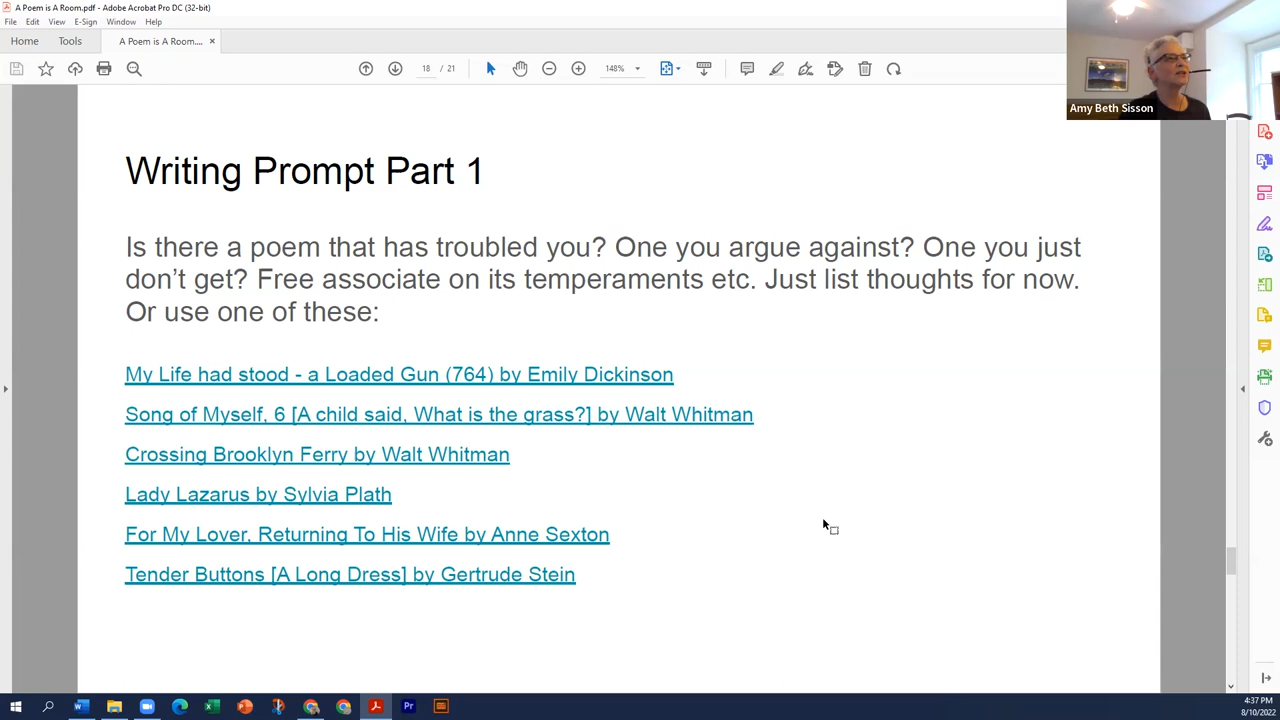 A Poem is A Room.pdf - Adobe Acrobat Pro DC (32-bit)
File Edit View E-Sign Window Help
Home Tools A Poem is A Room.... ×
18 / 21 148%
Amy Beth Sisson
Writing Prompt Part 1
Is there a poem that has troubled you? One you argue against? One you just
don’t get? Free associate on its temperaments etc. Just list thoughts for now.
Or use one of these:
My Life had stood - a Loaded Gun (764) by Emily Dickinson
Song of Myself, 6 [A child said, What is the grass?] by Walt Whitman
Crossing Brooklyn Ferry by Walt Whitman
Lady Lazarus by Sylvia Plath
For My Lover, Returning To His Wife by Anne Sexton
Tender Buttons [A Long Dress] by Gertrude Stein
4:37 PM
8/10/2022